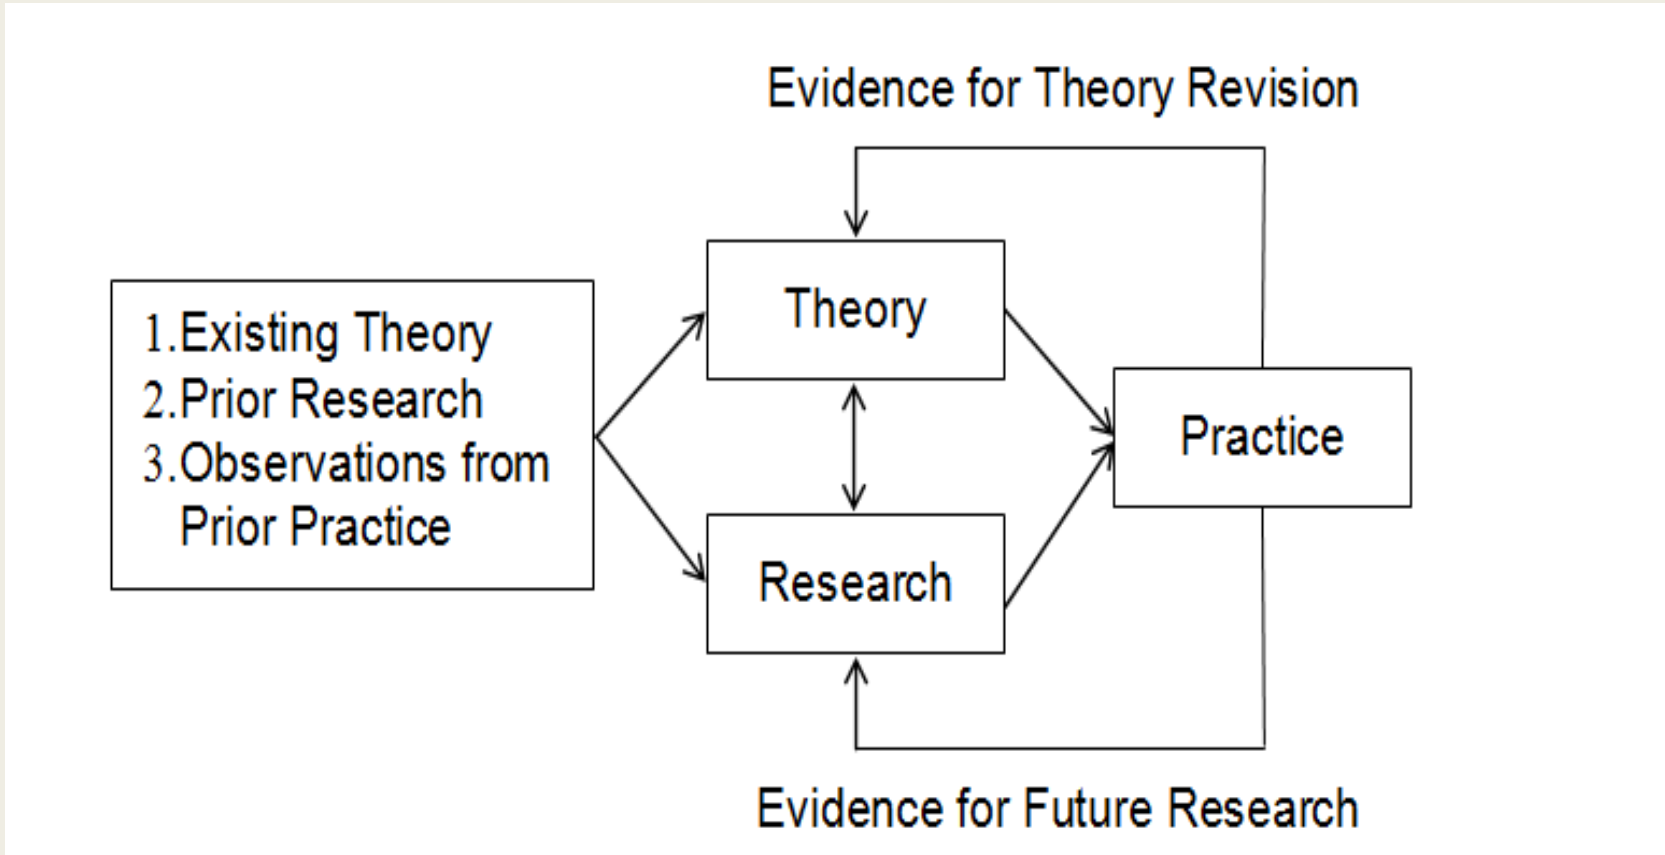 Evidence for Theory Revision
1.Existing Theory
2.Prior Research
3.Observations from
Prior Practice
Theory
Research
Practice
Evidence for Future Research